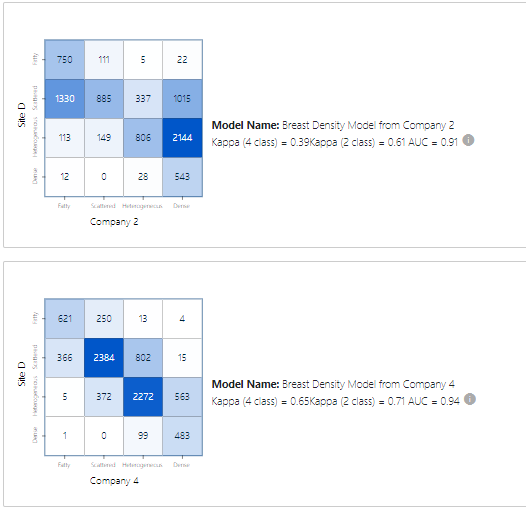 Site D
Fatty
750 111 5 22
Scattered
1330 885 337 1015
Heterogeneous
113 149 806 2144
Dense
12 0 28 543
Fatty Scattered Heterogeneous Dense
Company 2
Model Name: Breast Density Model from Company 2
Kappa (4 class) = 0.39Kappa (2 class) = 0.61 AUC = 0.91 i
Site D
Fatty
621 250 13 4
Scattered
366 2384 802 15
Heterogeneous
5 372 2272 563
Dense
1 0 99 483
Fatty Scattered Heterogeneous Dense
Company 4
Model Name: Breast Density Model from Company 4
Kappa (4 class) = 0.65Kappa (2 class) = 0.71 AUC = 0.94 i